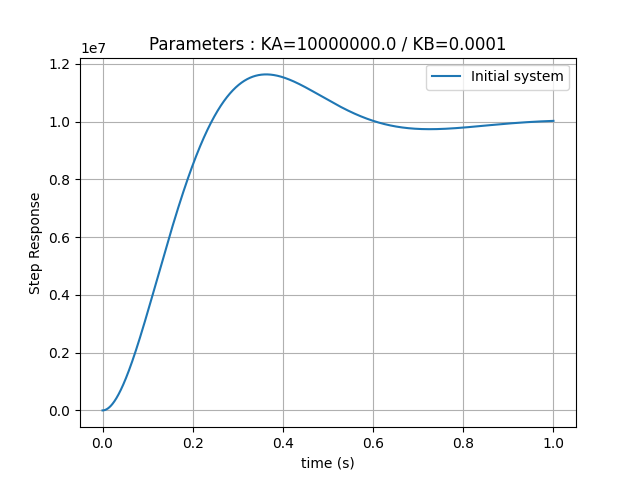 Parameters : KA=10000000.0 / KB=0.0001
1e7
Initial system
1.2
1.0
0.8
0.6
0.4
0.2
0.0
Step Response
0.0 0.2 0.4 0.6 0.8 1.0
time (s)